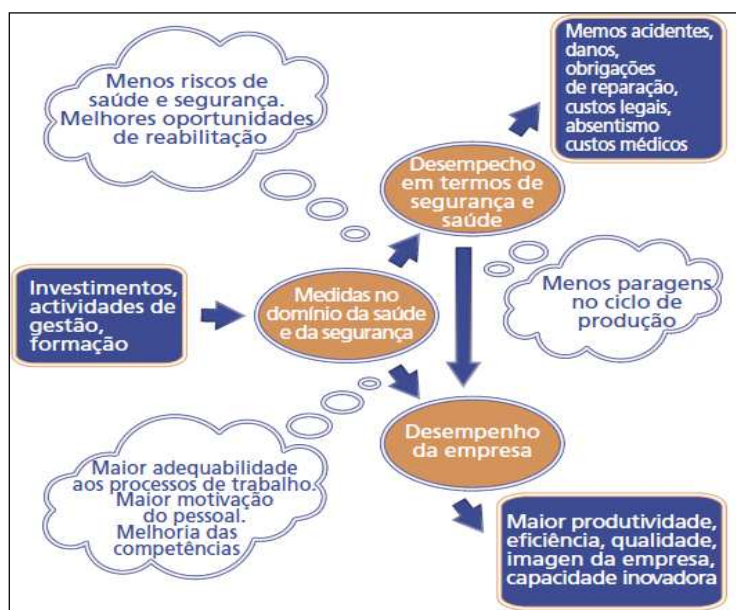 Menos riscos de
saúde e segurança.
Melhores oportunidades
de reabilitação
Memos acidentes,
danos,
obrigações
de reparação,
custos legais,
absentismo
custos médicos
Desempecho
em termos de
segurança e
saúde
Investimentos,
actividades de
gestão,
formação
Medidas no
domínio da saúde
e da segurança
Menos paragens
no ciclo de
produção
Desempenho
da empresa
Maior adequabilidade
aos processos de trabalho.
Maior motivação
do pessoal.
Melhoria das
competências
Maior produtividade,
eficiência, qualidade,
imagen da empresa,
capacidade inovadora